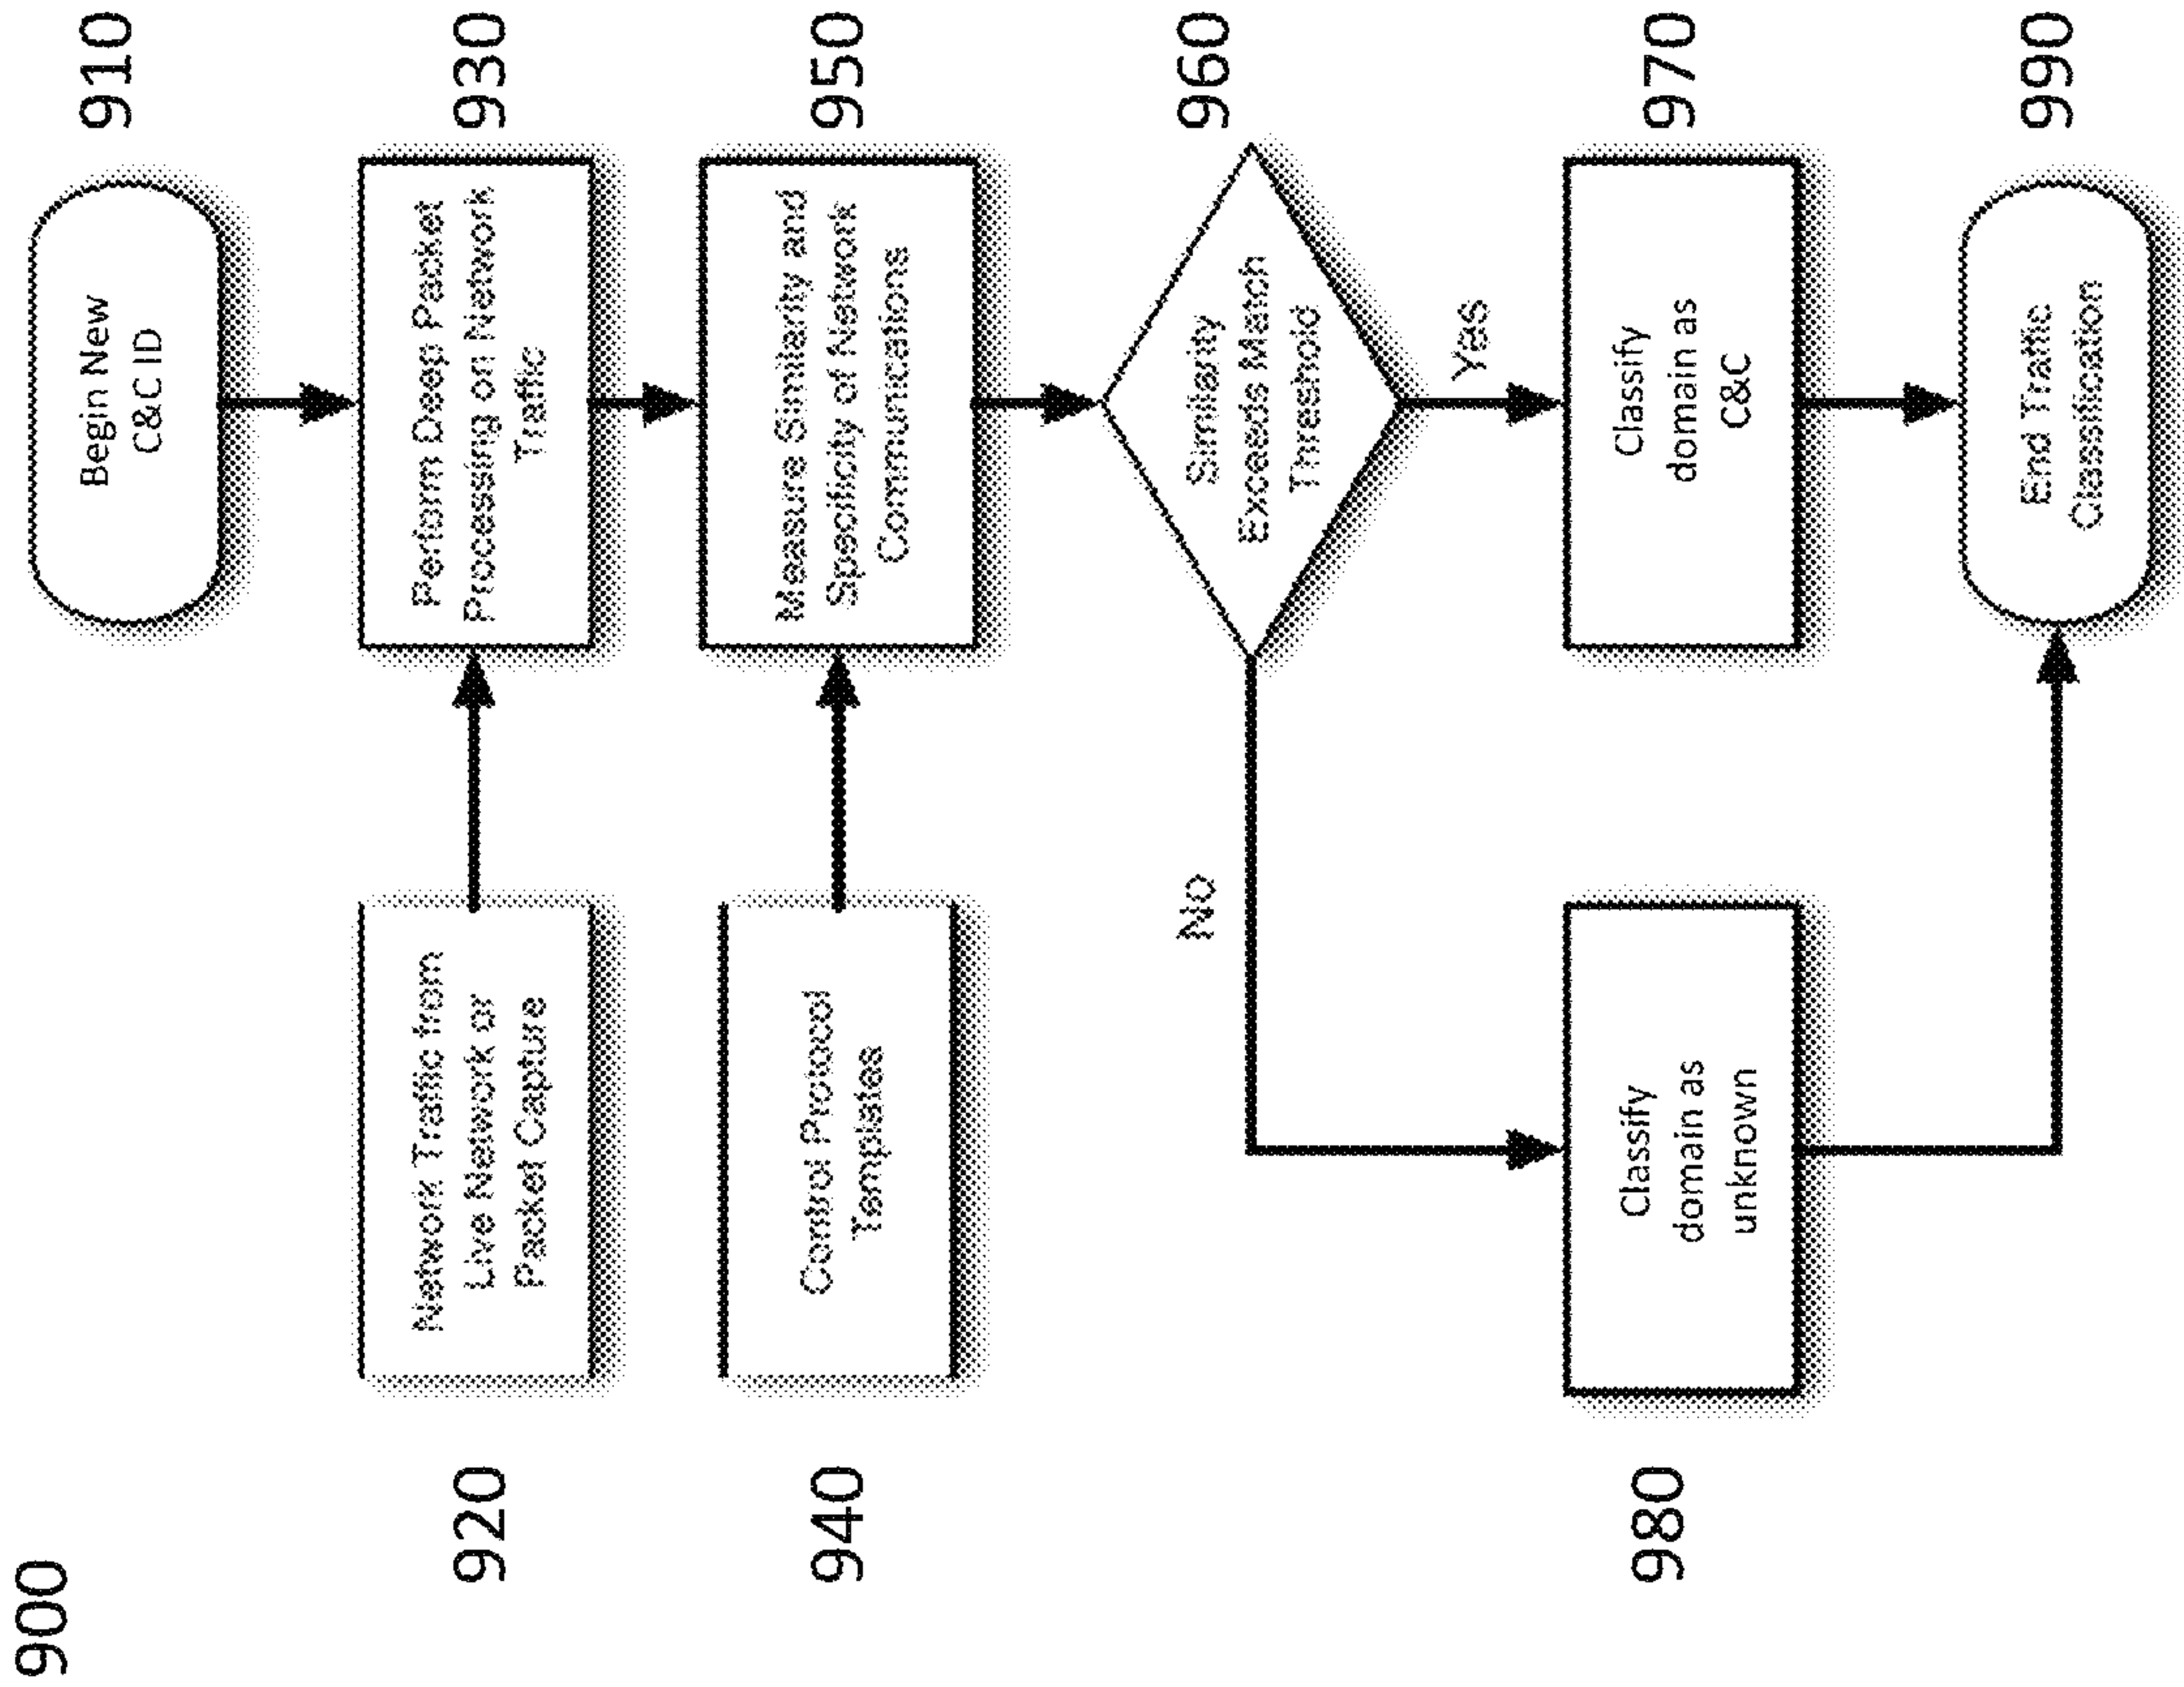 900
Begin New
C&C ID
910
920
Network Traffic from
Live Network or
Packet Capture
Perform Deep Packet
Processing on Network
Traffic
930
940
Control Protocol
Templates
Measure Similarity and
Specificity of Network
Communications
950
Similarity
Exceeds Match
Threshold
960
No
Yes
980
Classify
domain as
unknown
Classify
domain as
C&C
970
End Traffic
Classification
990